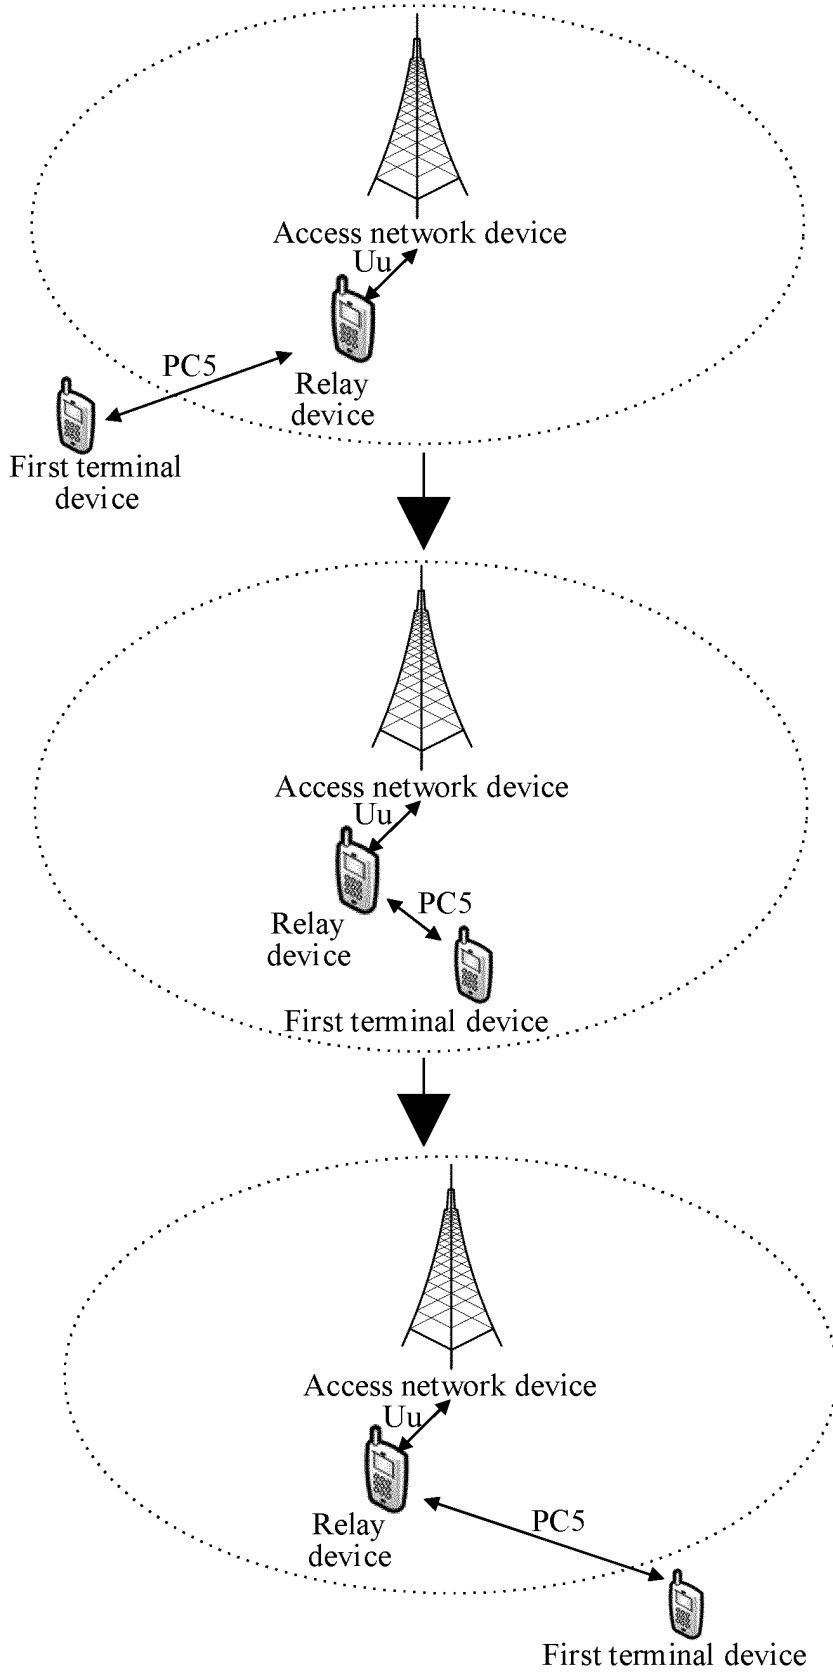 Access network device
Uu
PC5
Relay
device
First terminal
device
Access network device
Uu
PC5
Relay
device
First terminal device
Access network device
Uu
PC5
Relay
device
First terminal device